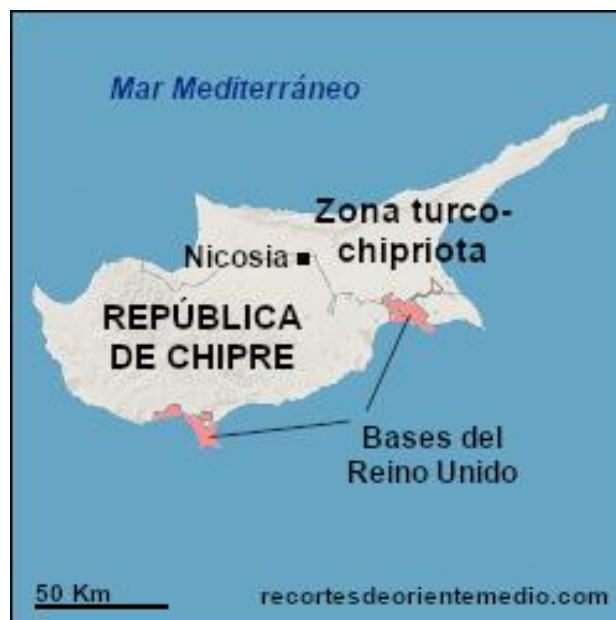 Mar Mediterráneo
Zona turco-
chipriota
Nicosia
REPÚBLICA
DE CHIPRE
Bases del
Reino Unido
50 Km
recortesdeorientemedio.com